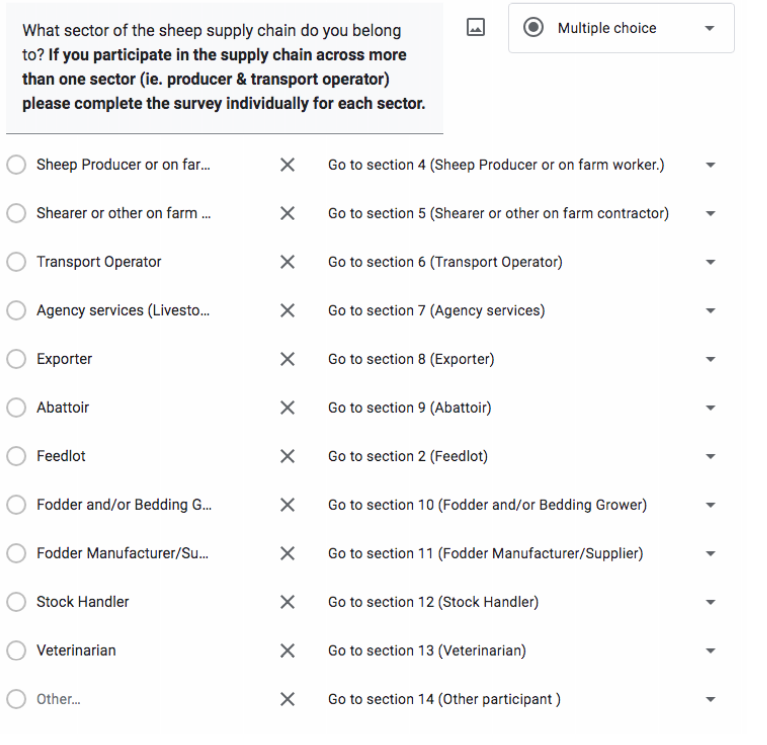 What sector of the sheep supply chain do you belong
to? If you participate in the supply chain across more
than one sector (ie. producer & transport operator)
please complete the survey individually for each sector.
Multiple choice
Sheep Producer or on far... Go to section 4 (Sheep Producer or on farm worker.)
Shearer or other on farm ... Go to section 5 (Shearer or other on farm contractor)
Transport Operator Go to section 6 (Transport Operator)
Agency services (Livesto... Go to section 7 (Agency services)
Exporter Go to section 8 (Exporter)
Abattoir Go to section 9 (Abattoir)
Feedlot Go to section 2 (Feedlot)
Fodder and/or Bedding G... Go to section 10 (Fodder and/or Bedding Grower)
Fodder Manufacturer/Su... Go to section 11 (Fodder Manufacturer/Supplier)
Stock Handler Go to section 12 (Stock Handler)
Veterinarian Go to section 13 (Veterinarian)
Other... Go to section 14 (Other participant )